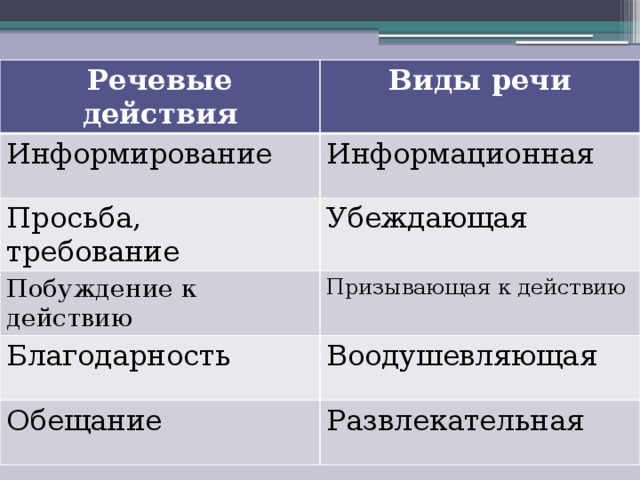 Речевые
действия
Виды речи
Информирование
Информационная
Просьба,
требование
Убеждающая
Побуждение к
действию
Призывающая к действию
Благодарность
Воодушевляющая
Обещание
Развлекательная